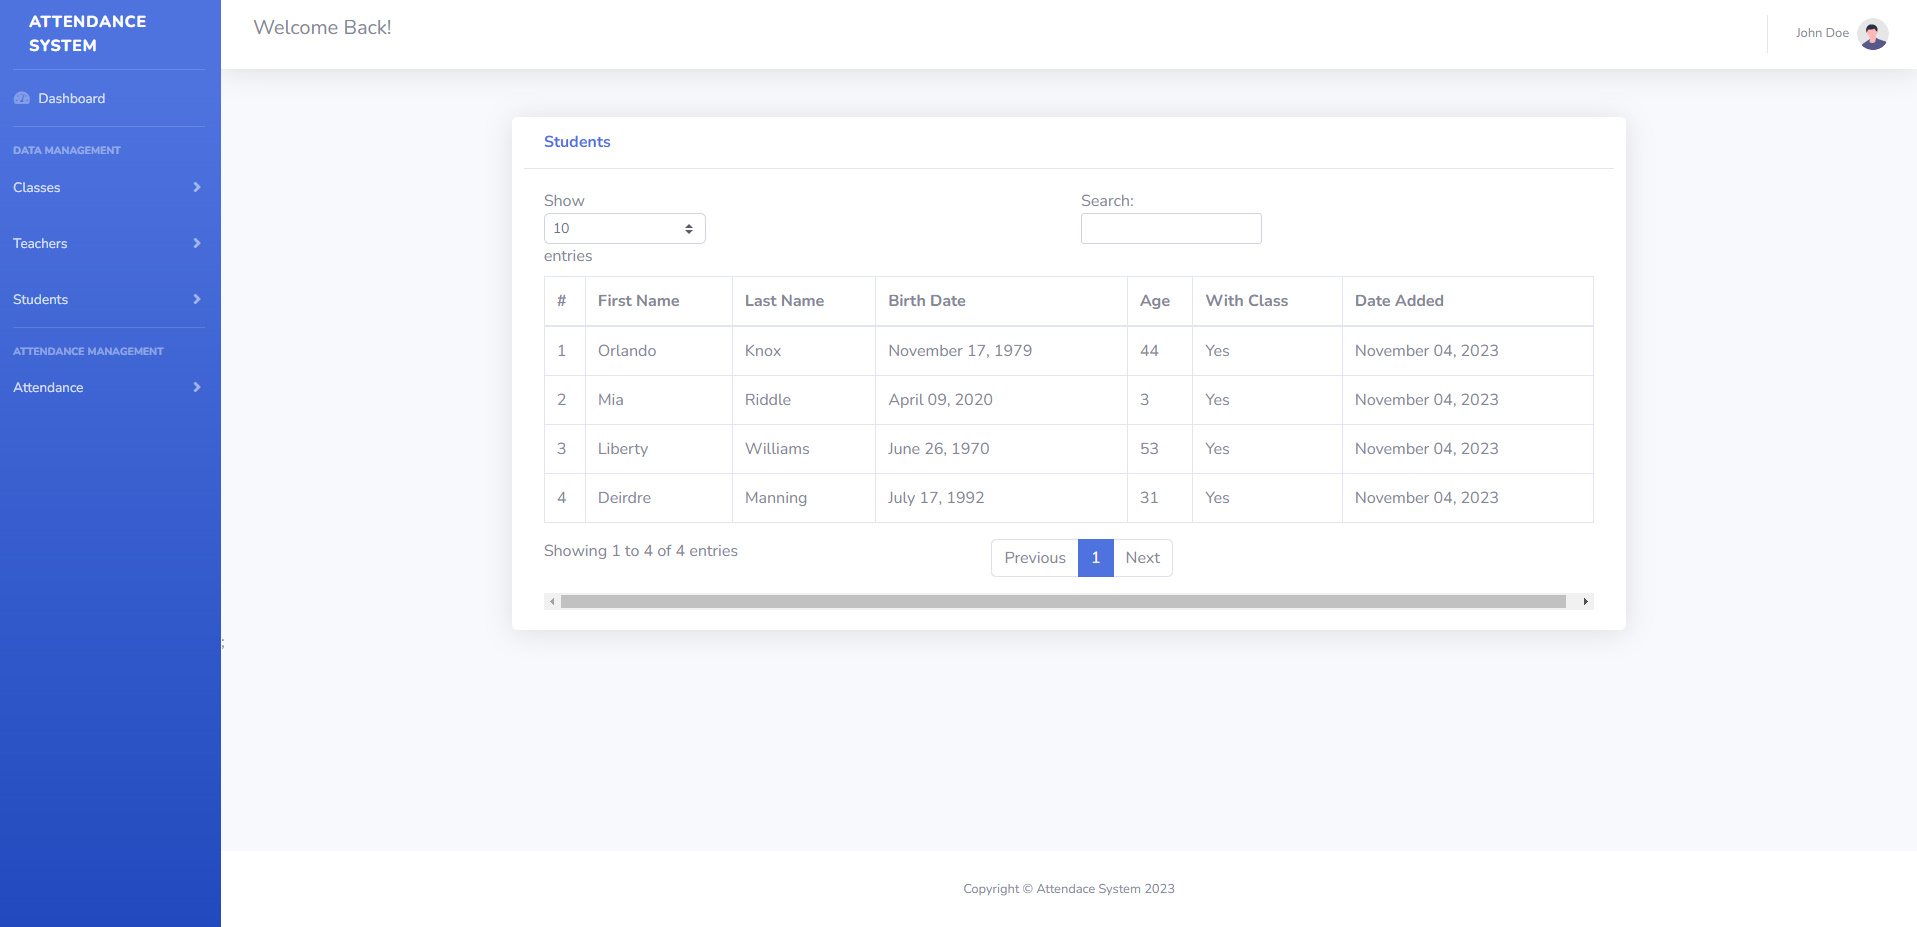 ATTENDANCE
SYSTEM
Welcome Back!
John Doe
Dashboard
DATA MANAGEMENT
Classes
Teachers
Students
ATTENDANCE MANAGEMENT
Attendance
Students
Show
10
entries
Search:
# First Name Last Name Birth Date Age With Class Date Added
1 Orlando Knox November 17, 1979 44 Yes November 04, 2023
2 Mia Riddle April 09, 2020 3 Yes November 04, 2023
3 Liberty Williams June 26, 1970 53 Yes November 04, 2023
4 Deirdre Manning July 17, 1992 31 Yes November 04, 2023
Showing 1 to 4 of 4 entries
Previous 1 Next
;
Copyright © Attendace System 2023